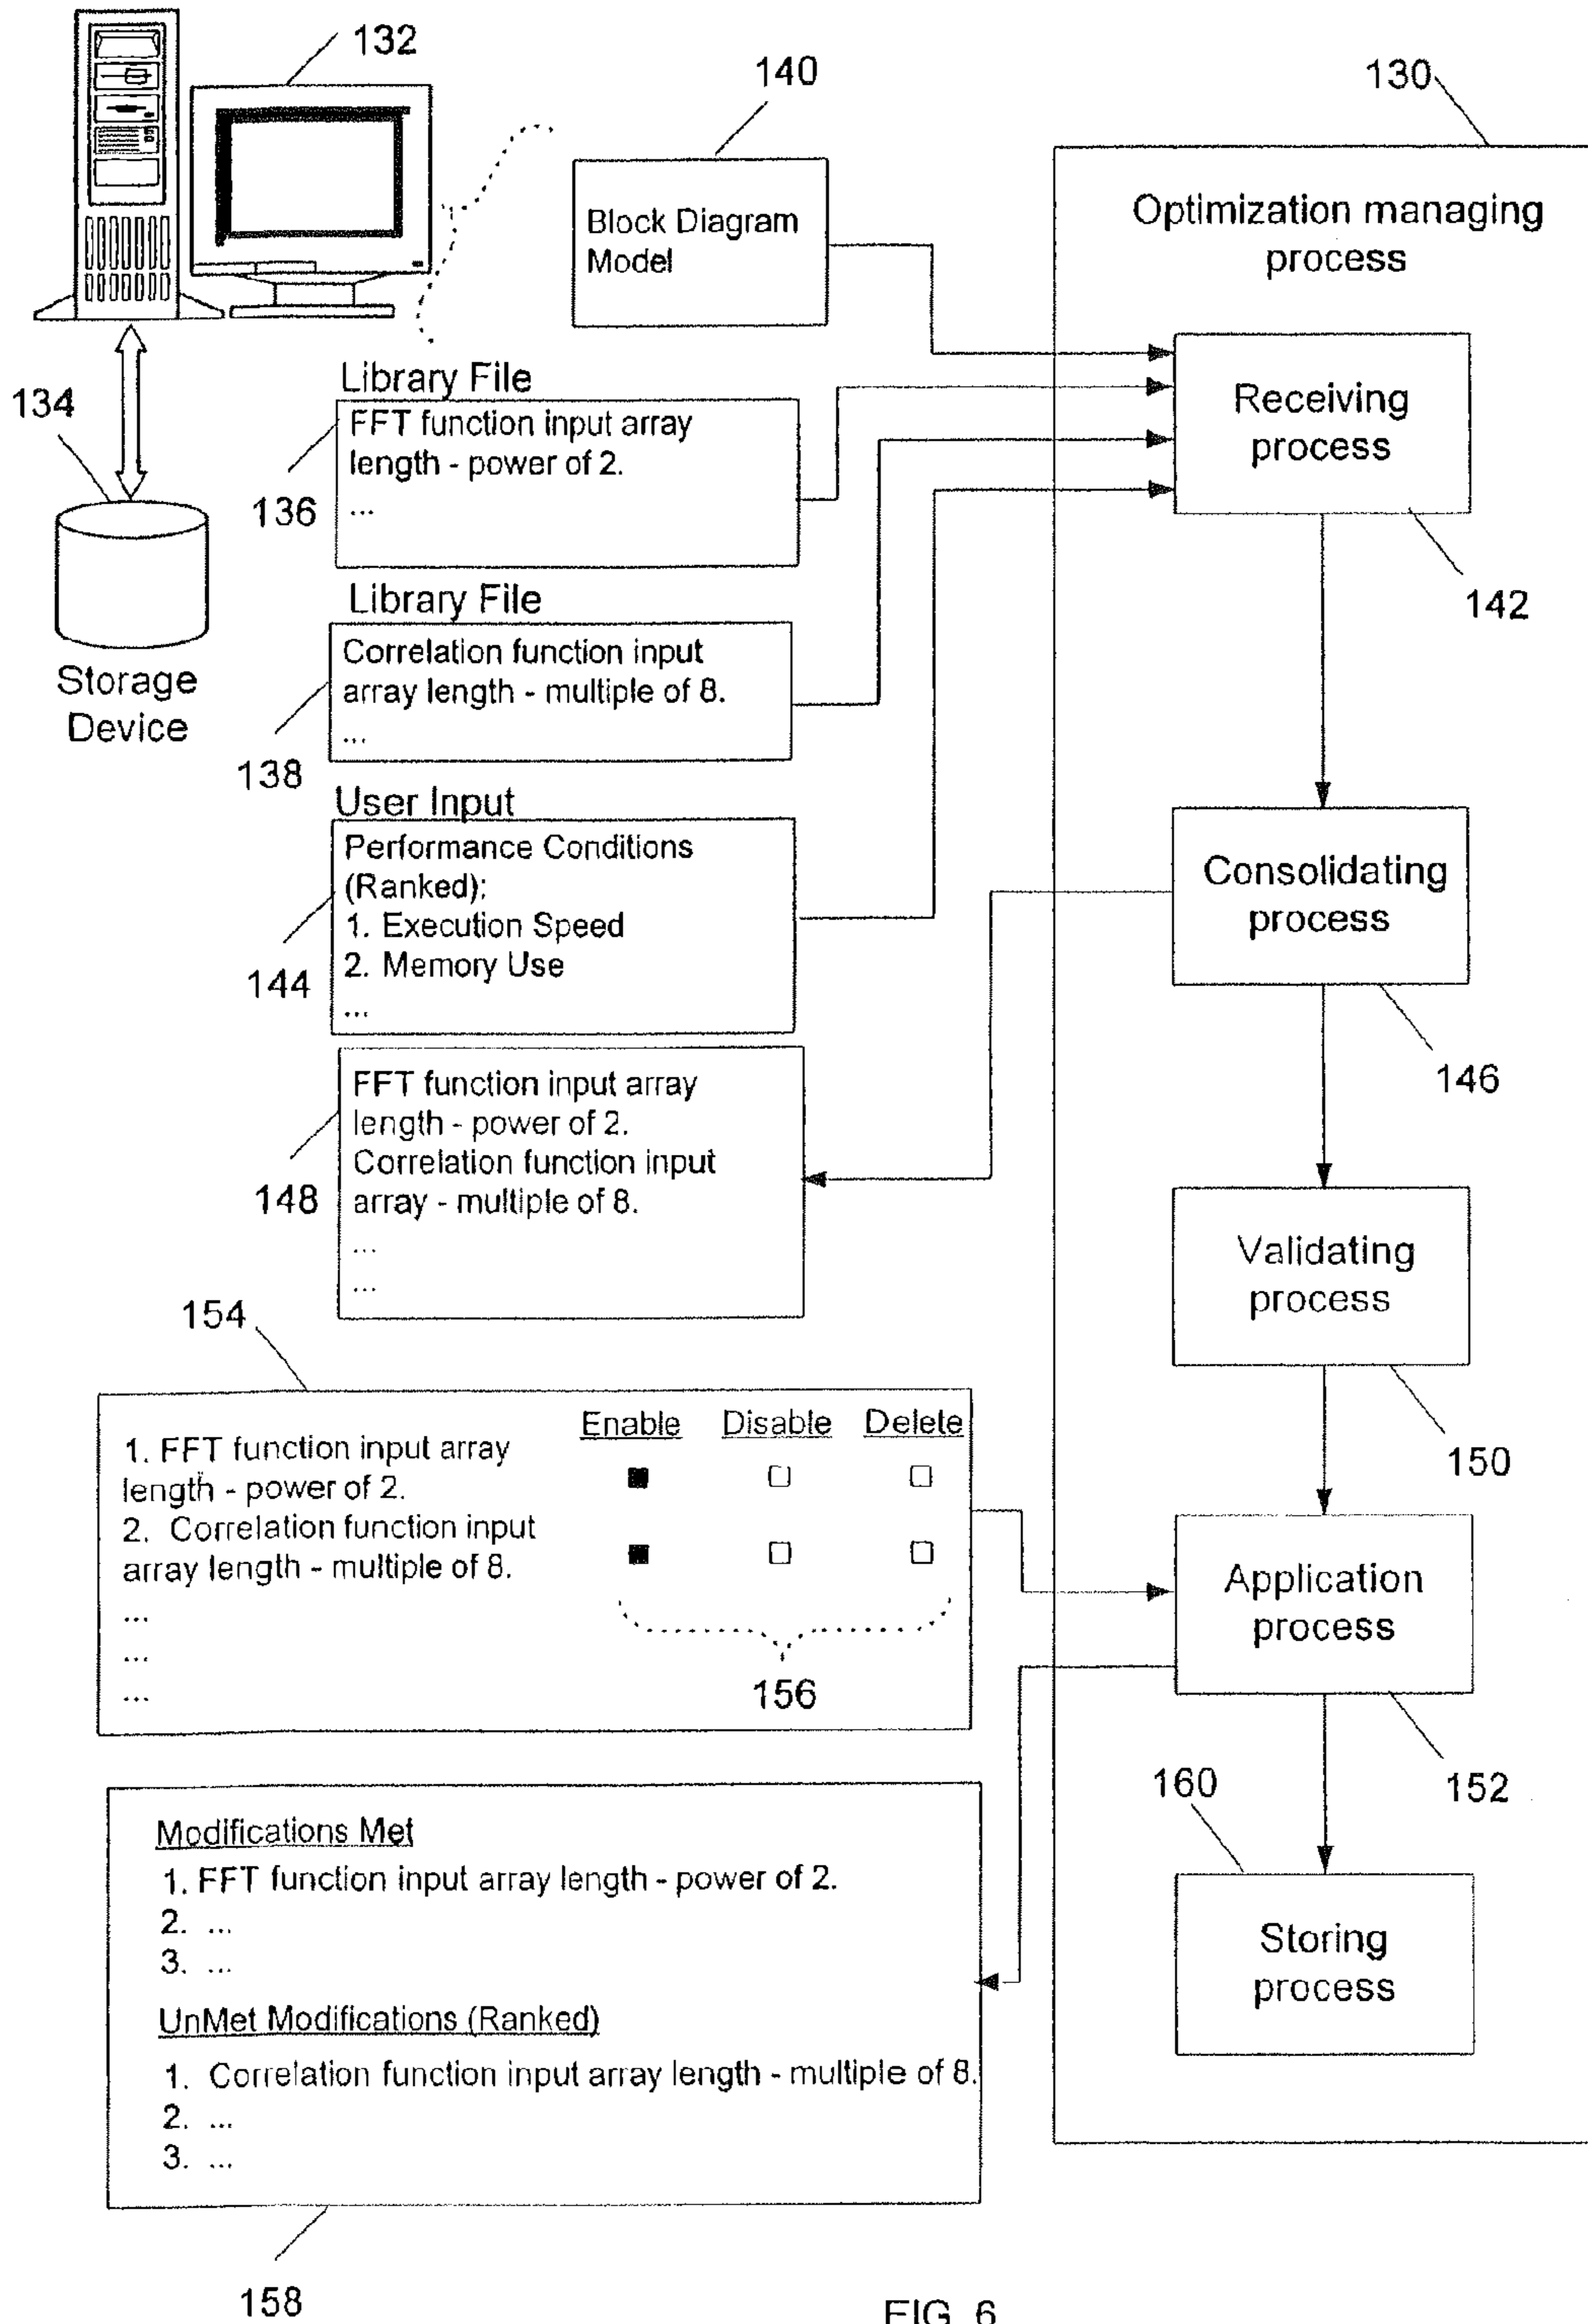 132
140
130
Block Diagram
Model
Optimization managing
process
134
Storage
Device
Library File
FFT function input array
length - power of 2.
...
136
Receiving
process
142
Library File
Correlation function input
array length - multiple of 8.
...
138
User Input
Performance Conditions
(Ranked):
1. Execution Speed
2. Memory Use
...
144
Consolidating
process
146
FFT function input array
length - power of 2.
Correlation function input
array - multiple of 8.
...
...
148
Validating
process
150
154
Enable Disable Delete
1. FFT function input array
length - power of 2.
2. Correlation function input
array length - multiple of 8.
...
...
...
156
Application
process
152
Modifications Met
1. FFT function input array length - power of 2.
2. ...
3. ...
UnMet Modifications (Ranked)
1. Correlation function input array length - multiple of 8.
2. ...
3. ...
158
160
Storing
process
FIG. 6